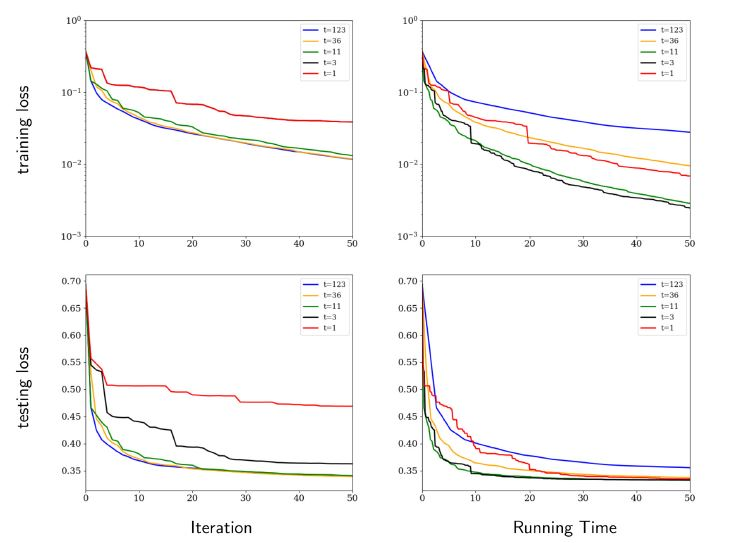 training loss
10⁰
10⁻¹
10⁻²
10⁻³
0 10 20 30 40 50
t=123
t=36
t=11
t=3
t=1
10⁰
10⁻¹
10⁻²
10⁻³
0 10 20 30 40 50
t=123
t=36
t=11
t=3
t=1
testing loss
0.70
0.65
0.60
0.55
0.50
0.45
0.40
0.35
0 10 20 30 40 50
t=123
t=36
t=11
t=3
t=1
Iteration
0.70
0.65
0.60
0.55
0.50
0.45
0.40
0.35
0 10 20 30 40 50
t=123
t=36
t=11
t=3
t=1
Running Time